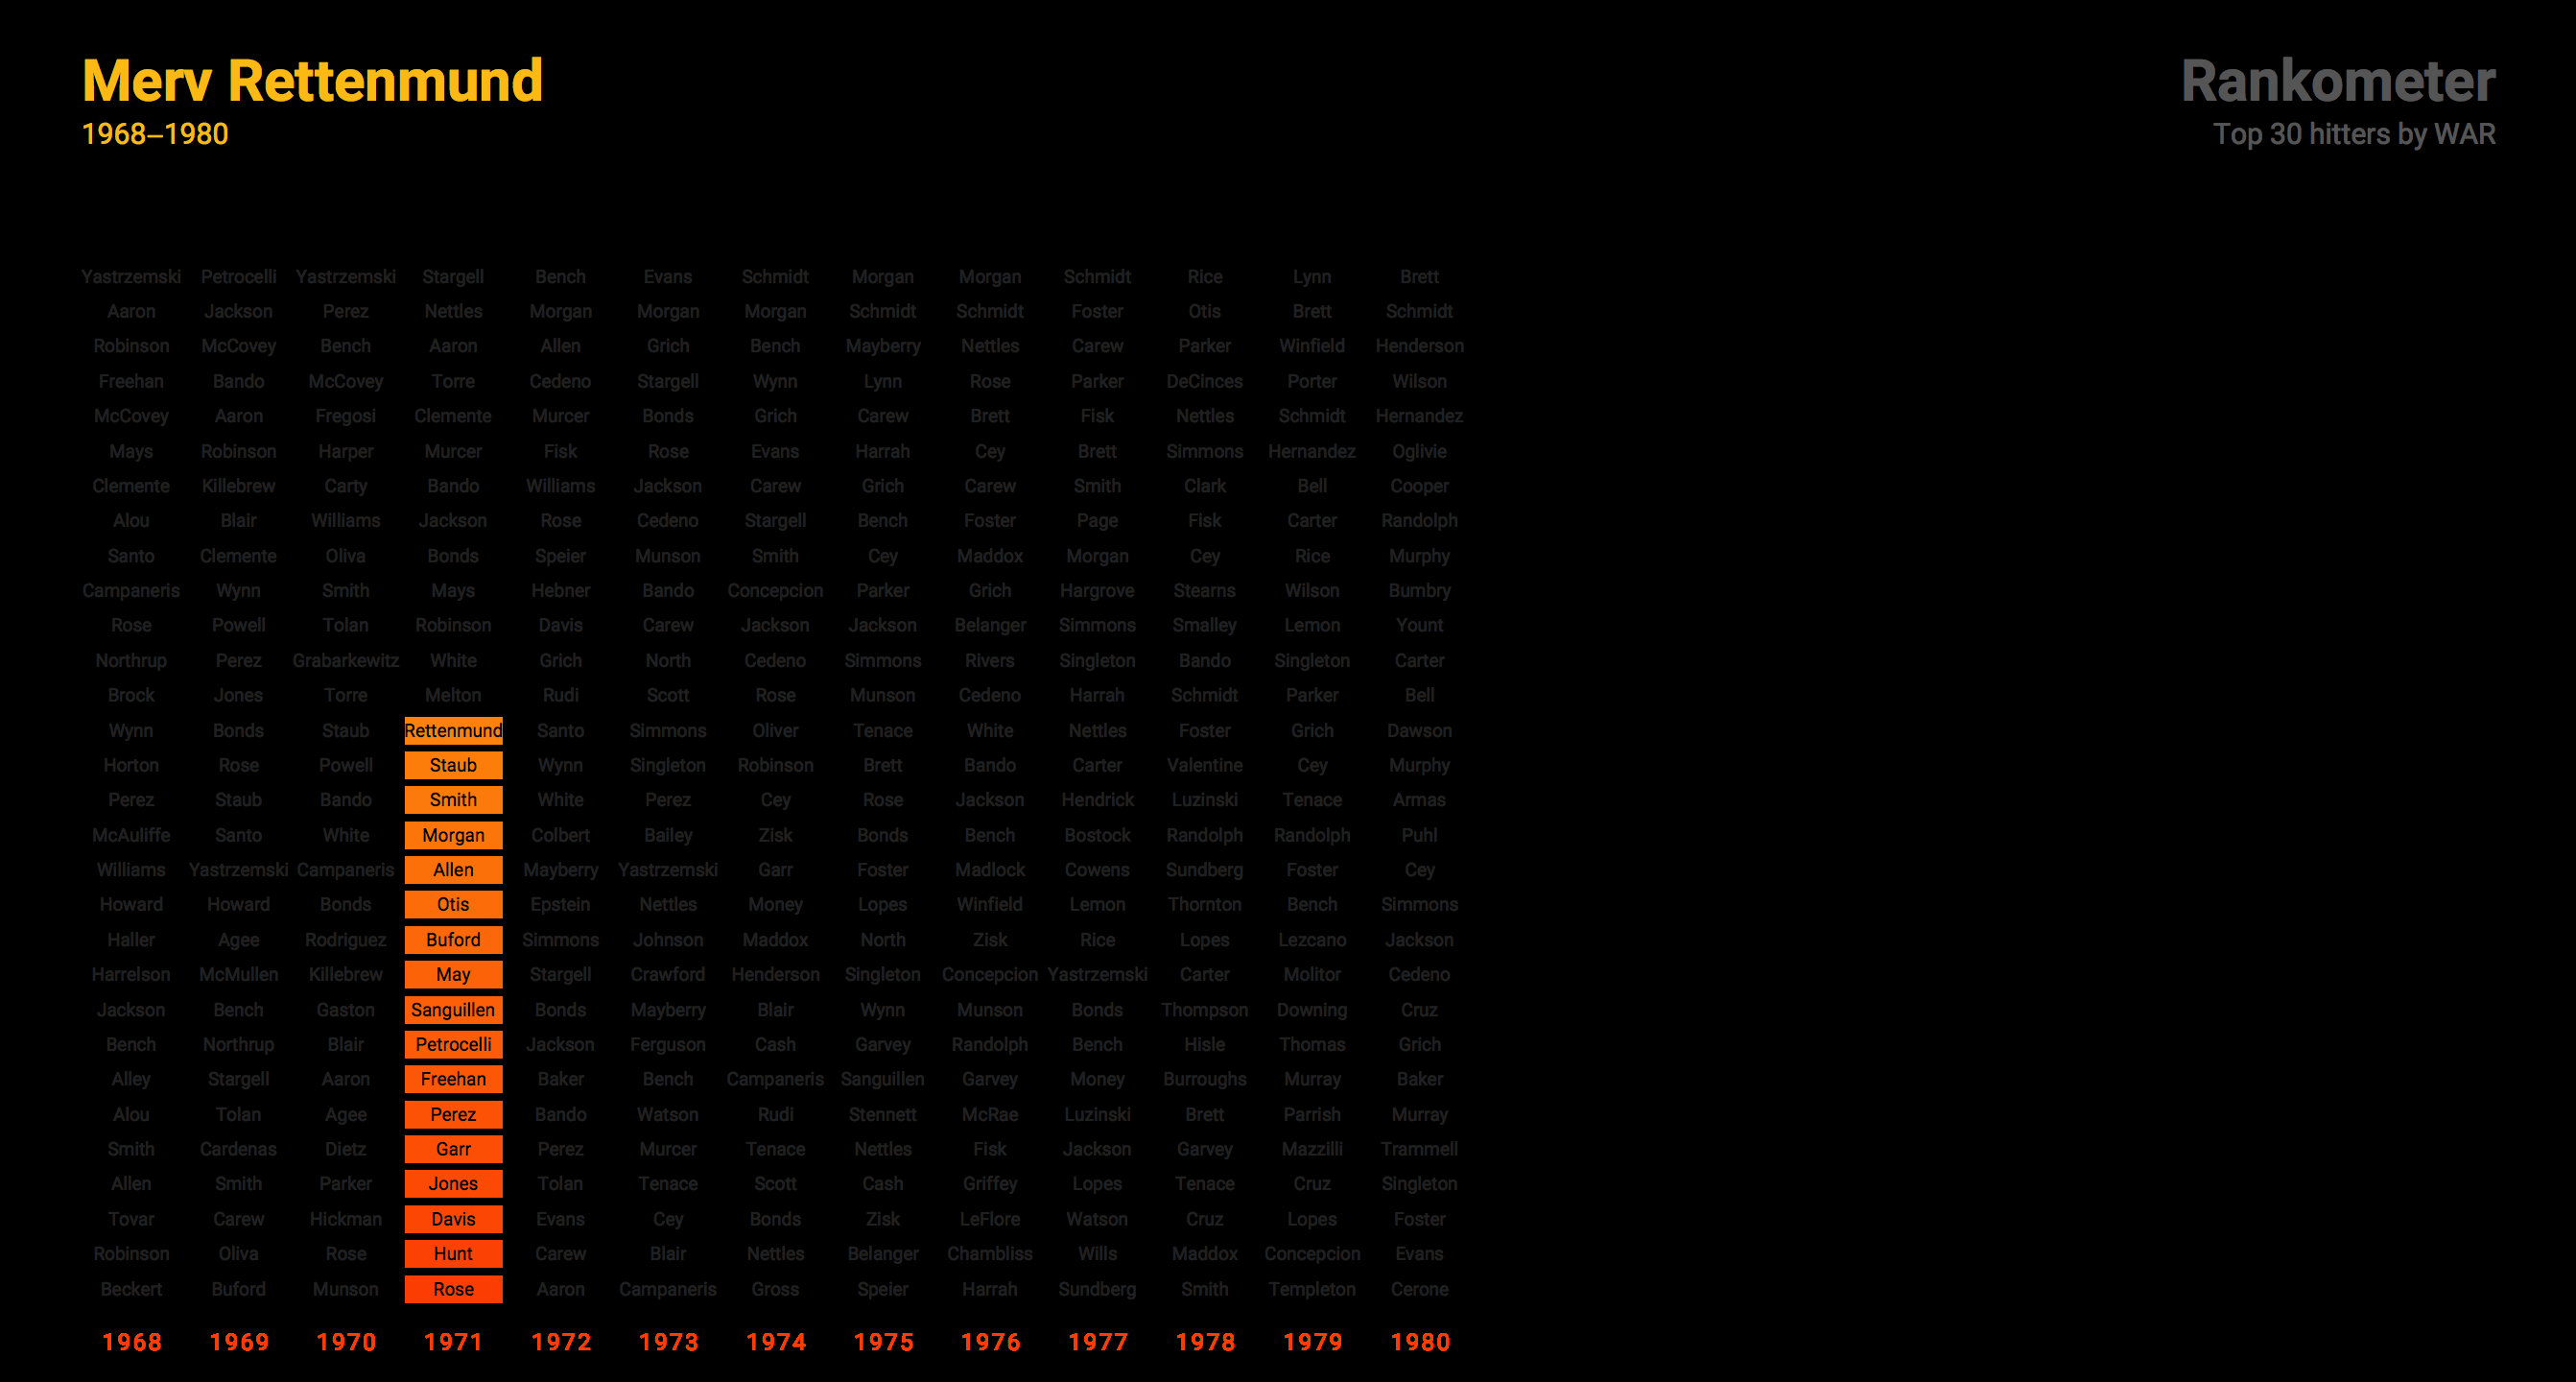 Merv Rettenmund
1968–1980
Rankometer
Top 30 hitters by WAR
Yastrzemski Petrocelli Yastrzemski Stargell Bench Evans Schmidt Morgan Morgan Schmidt Rice Lynn Brett
Aaron Jackson Perez Nettles Morgan Morgan Morgan Schmidt Schmidt Foster Otis Brett Schmidt
Robinson McCovey Bench Aaron Allen Grich Bench Mayberry Nettles Carew Parker Winfield Henderson
Freehan Bando McCovey Torre Cedeno Stargell Wynn Lynn Rose Parker DeCinces Porter Wilson
McCovey Aaron Fregosi Clemente Murcer Bonds Grich Carew Brett Fisk Nettles Schmidt Hernandez
Mays Robinson Harper Murcer Fisk Rose Evans Harrah Cey Brett Simmons Hernandez Oglivie
Clemente Killebrew Carty Bando Williams Jackson Carew Grich Carew Smith Clark Bell Cooper
Alou Blair Williams Jackson Rose Cedeno Stargell Bench Foster Page Fisk Carter Randolph
Santo Clemente Oliva Bonds Speier Munson Smith Cey Maddox Morgan Cey Rice Murphy
Campaneris Wynn Smith Mays Hebner Bando Concepcion Parker Grich Hargrove Stearns Wilson Bumbry
Rose Powell Tolan Robinson Davis Carew Jackson Jackson Belanger Simmons Smalley Lemon Yount
Northrup Perez Grabarkewitz White Grich North Cedeno Simmons Rivers Singleton Bando Singleton Carter
Brock Jones Torre Melton Rudi Scott Rose Munson Cedeno Harrah Schmidt Parker Bell
Wynn Bonds Staub Rettenmund Santo Simmons Oliver Tenace White Nettles Foster Grich Dawson
Horton Rose Powell Staub Wynn Singleton Robinson Brett Bando Carter Valentine Cey Murphy
Perez Staub Bando Smith White Perez Cey Rose Jackson Hendrick Luzinski Tenace Armas
McAuliffe Santo White Morgan Colbert Bailey Zisk Bonds Bench Bostock Randolph Randolph Puhl
Williams Yastrzemski Campaneris Allen Mayberry Yastrzemski Garr Foster Madlock Cowens Sundberg Foster Cey
Howard Howard Bonds Otis Epstein Nettles Money Lopes Winfield Lemon Thornton Bench Simmons
Haller Agee Rodriguez Buford Simmons Johnson Maddox North Zisk Rice Lopes Lezcano Jackson
Harrelson McMullen Killebrew May Stargell Crawford Henderson Singleton Concepcion Yastrzemski Carter Molitor Cedeno
Jackson Bench Gaston Sanguillen Bonds Mayberry Blair Wynn Munson Bonds Thompson Downing Cruz
Bench Northrup Blair Petrocelli Jackson Ferguson Cash Garvey Randolph Bench Hisle Thomas Grich
Alley Stargell Aaron Freehan Baker Bench Campaneris Sanguillen Garvey Money Burroughs Murray Baker
Alou Tolan Agee Perez Bando Watson Rudi Stennett McRae Luzinski Brett Parrish Murray
Smith Cardenas Dietz Garr Perez Murcer Tenace Nettles Fisk Jackson Garvey Mazzilli Trammell
Allen Smith Parker Jones Tolan Tenace Scott Cash Griffey Lopes Tenace Cruz Singleton
Tovar Carew Hickman Davis Evans Cey Bonds Zisk LeFlore Watson Cruz Lopes Foster
Robinson Oliva Rose Hunt Carew Blair Nettles Belanger Chambliss Wills Maddox Concepcion Evans
Beckert Buford Munson Rose Aaron Campaneris Gross Speier Harrah Sundberg Smith Templeton Cerone
1968 1969 1970 1971 1972 1973 1974 1975 1976 1977 1978 1979 1980